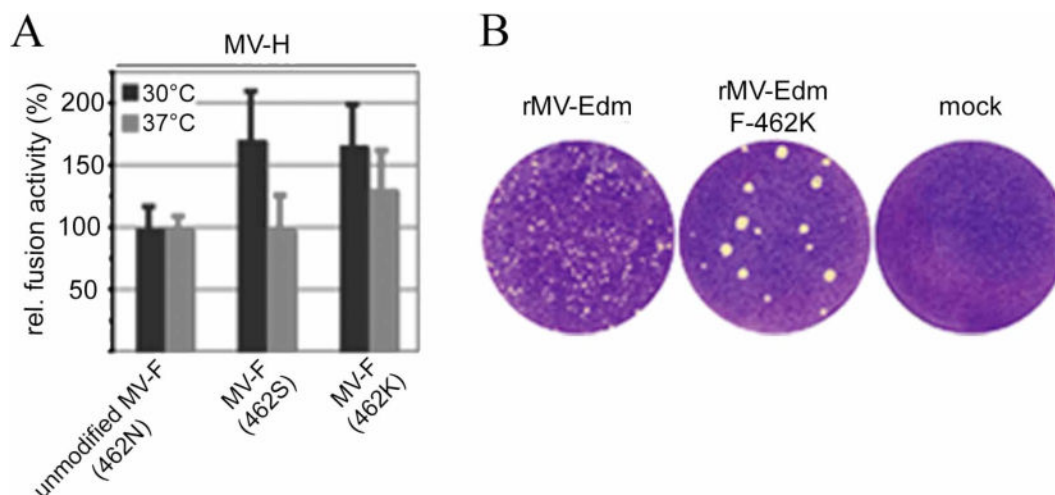 A
MV-H
rel. fusion activity (%)
200
150
100
50
30°C
37°C
unmodified MV-F
(462N)
MV-F
(462S)
MV-F
(462K)
B
rMV-Edm
rMV-Edm
F-462K
mock